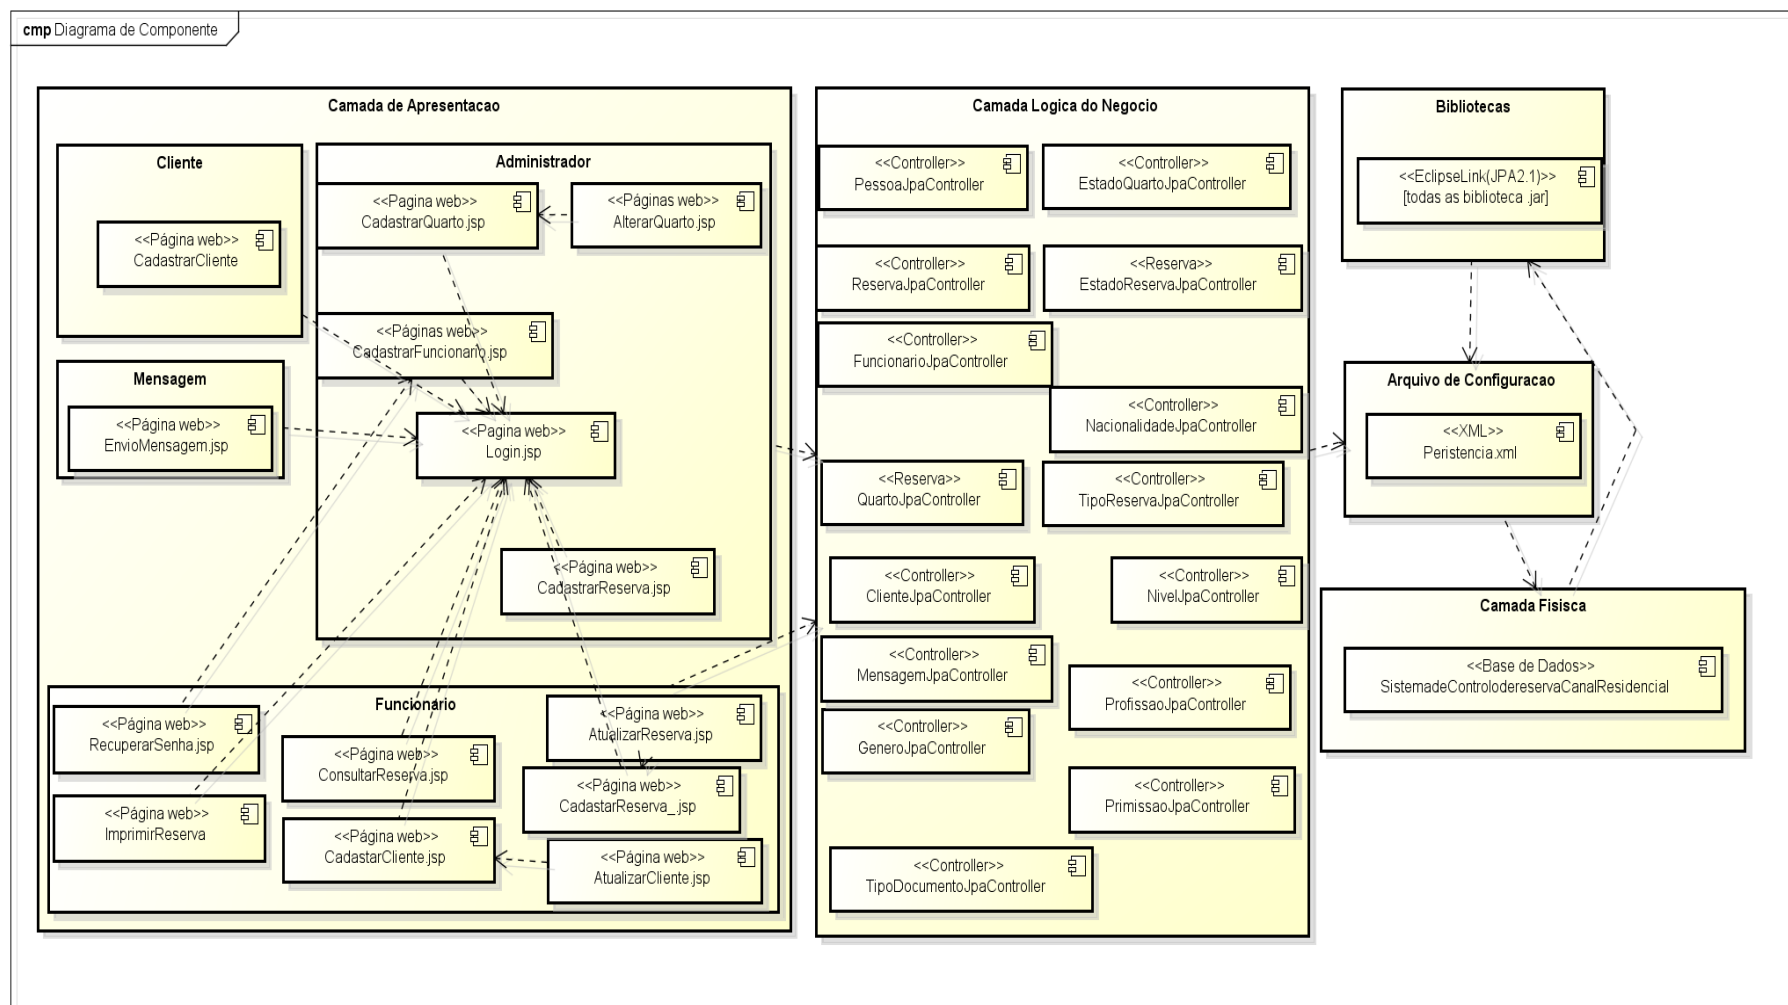 cmp Diagrama de Componente
Camada de Apresentacao
Cliente
<<Página web>>
CadastrarCliente
Mensagem
<<Página web>>
EnvioMensagem.jsp
Administrador
<<Pagina web>>
CadastrarQuarto.jsp
<<Páginas web>>
AlterarQuarto.jsp
<<Páginas web>>
CadastrarFuncionario.jsp
<<Pagina web>>
Login.jsp
<<Página web>>
CadastrarReserva.jsp
Funcionário
<<Página web>>
RecuperarSenha.jsp
<<Página web>>
ImprimirReserva
<<Página web>>
ConsultarReserva.jsp
<<Página web>>
CadastarCliente.jsp
<<Página web>>
AtualizarReserva.jsp
<<Página web>>
CadastarReserva_.jsp
<<Página web>>
AtualizarCliente.jsp
Camada Logica do Negocio
<<Controller>>
PessoaJpaController
<<Controller>>
EstadoQuartoJpaController
<<Controller>>
ReservaJpaController
<<Reserva>>
EstadoReservaJpaController
<<Controller>>
FuncionarioJpaController
<<Controller>>
NacionalidadeJpaController
<<Reserva>>
QuartoJpaController
<<Controller>>
TipoReservaJpaController
<<Controller>>
ClienteJpaController
<<Controller>>
NivelJpaController
<<Controller>>
MensagemJpaController
<<Controller>>
ProfissaoJpaController
<<Controller>>
GeneroJpaController
<<Controller>>
PrimissaoJpaController
<<Controller>>
TipoDocumentoJpaController
Bibliotecas
<<EclipseLink(JPA2.1)>>
[todas as biblioteca .jar]
Arquivo de Configuracao
<<XML>>
Peristencia.xml
Camada Fisisca
<<Base de Dados>>
SistemadeControlodereservaCanalResidencial